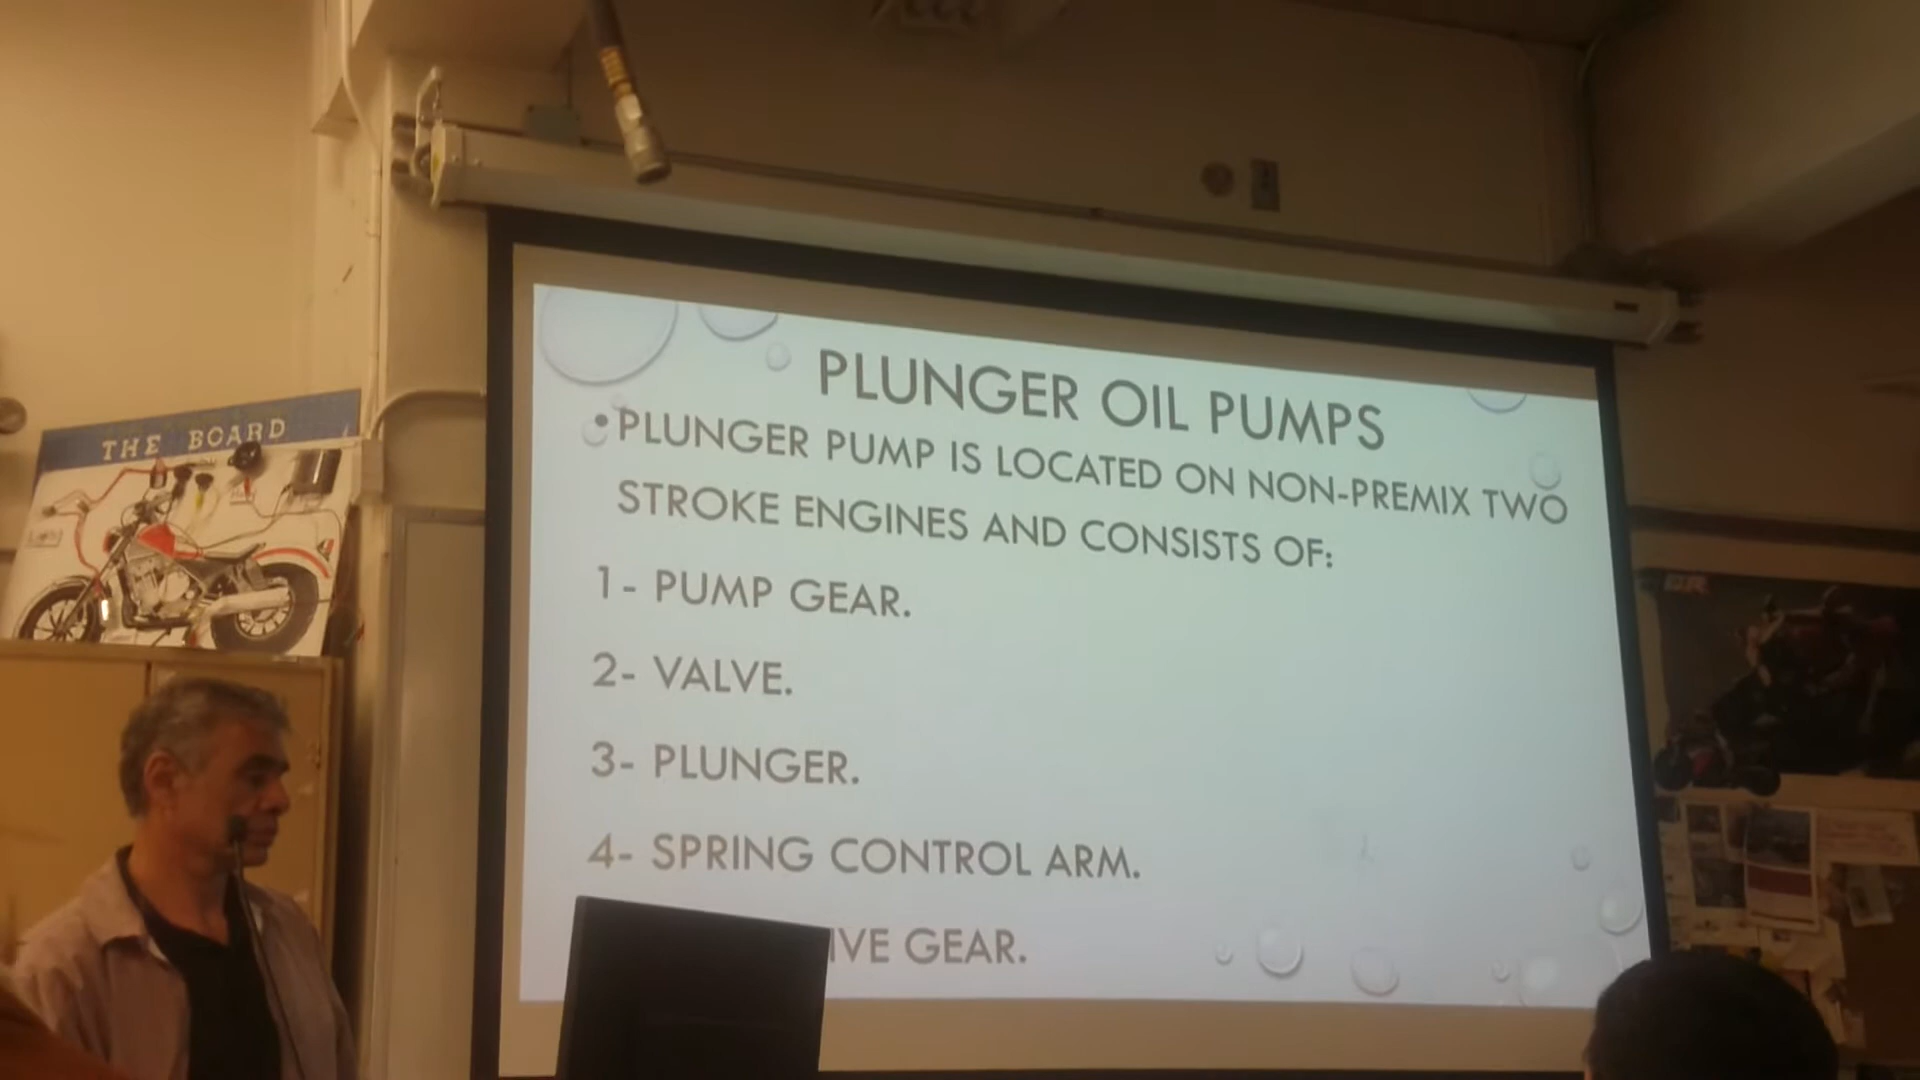 THE BOARD
PLUNGER OIL PUMPS
•PLUNGER PUMP IS LOCATED ON NON-PREMIX TWO
STROKE ENGINES AND CONSISTS OF:
1- PUMP GEAR.
2- VALVE.
3- PLUNGER.
4- SPRING CONTROL ARM.
GEAR.